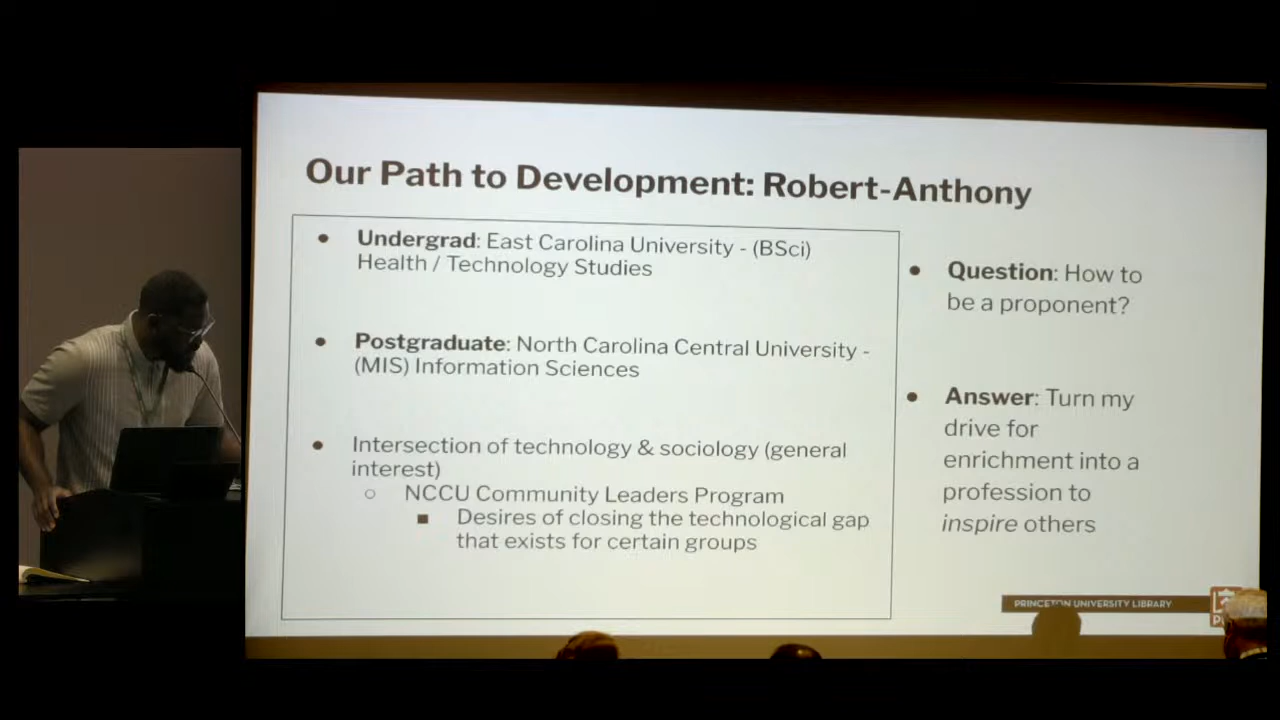 Our Path to Development: Robert-Anthony
● Undergrad: East Carolina University - (BSci)
Health / Technology Studies
● Postgraduate: North Carolina Central University -
(MIS) Information Sciences
● Intersection of technology & sociology (general
interest)
○ NCCU Community Leaders Program
■ Desires of closing the technological gap
that exists for certain groups
● Question: How to
be a proponent?
● Answer: Turn my
drive for
enrichment into a
profession to
inspire others
PRINCETON UNIVERSITY LIBRARY